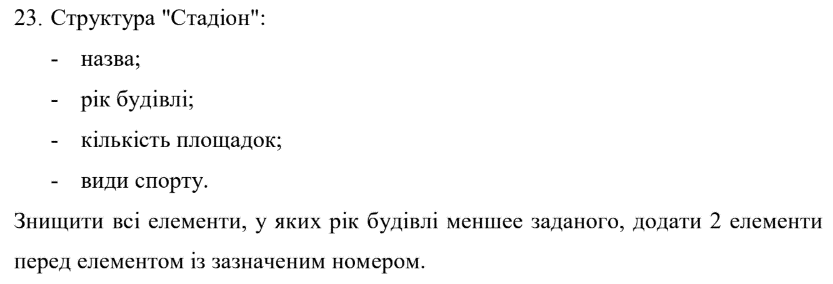 23. Структура "Стадіон":
- назва;
- рік будівлі;
- кількість площадок;
- види спорту.
Знищити всі елементи, у яких рік будівлі меншее заданого, додати 2 елементи
перед елементом із зазначеним номером.